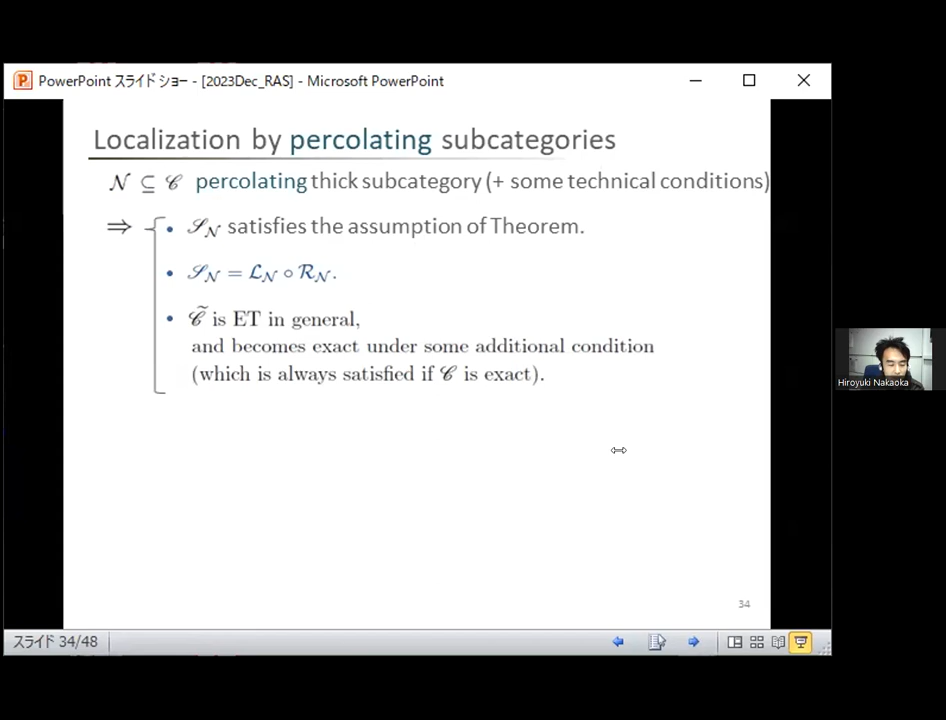 PowerPoint スライド ショー - [2023Dec_RAS] - Microsoft PowerPoint
Localization by percolating subcategories
𝒩 ⊆ 𝒞 percolating thick subcategory (+ some technical conditions)
⇒ • 𝒮_𝒩 satisfies the assumption of Theorem.
• 𝒮_𝒩 = ℒ_𝒩 ∘ ℛ_𝒩.
• 𝒞̃ is ET in general,
and becomes exact under some additional condition
(which is always satisfied if 𝒞 is exact).
Hiroyuki Nakaoka
34
スライド 34/48